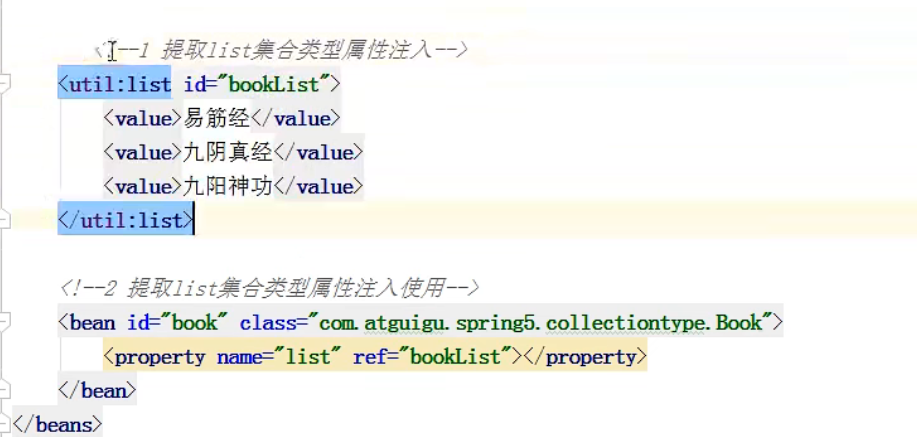 <!--1 提取list集合类型属性注入-->
<util:list id="bookList">
<value>易筋经</value>
<value>九阴真经</value>
<value>九阳神功</value>
</util:list>
<!--2 提取list集合类型属性注入使用-->
<bean id="book" class="com.atguigu.spring5.collectiontype.Book">
<property name="list" ref="bookList"></property>
</bean>
</beans>